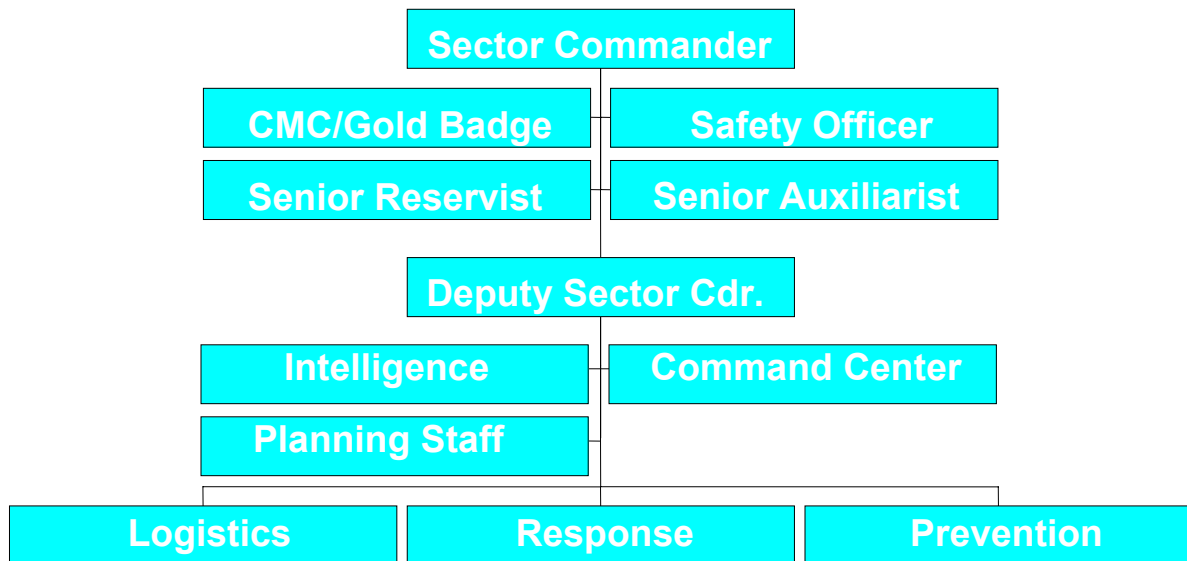 Sector Commander
CMC/Gold Badge
Safety Officer
Senior Reservist
Senior Auxiliarist
Deputy Sector Cdr.
Intelligence
Command Center
Planning Staff
Logistics
Response
Prevention